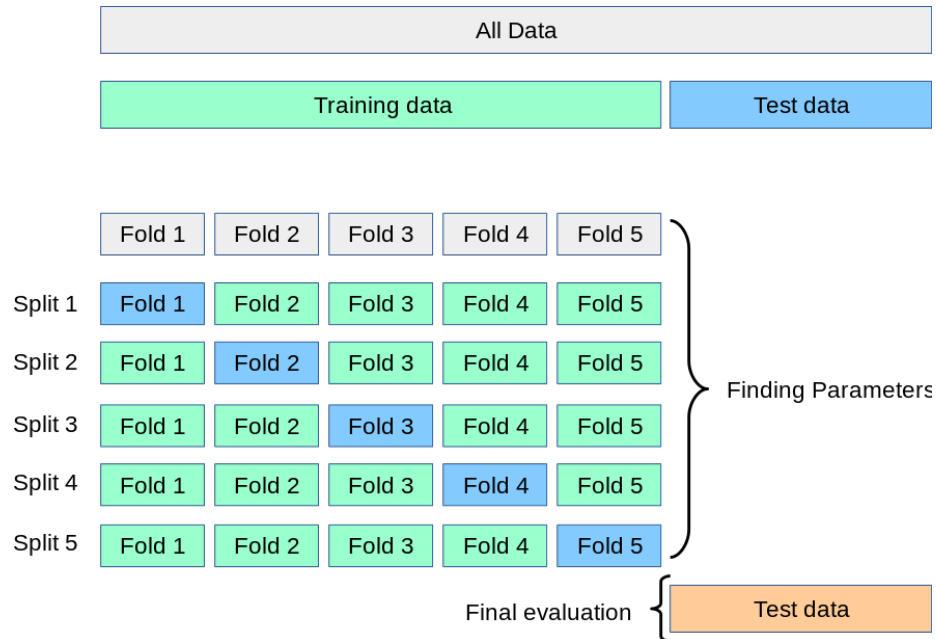 All Data
Training data Test data
Fold 1 Fold 2 Fold 3 Fold 4 Fold 5
Split 1 Fold 1 Fold 2 Fold 3 Fold 4 Fold 5
Split 2 Fold 1 Fold 2 Fold 3 Fold 4 Fold 5
Finding Parameters
Split 3 Fold 1 Fold 2 Fold 3 Fold 4 Fold 5
Split 4 Fold 1 Fold 2 Fold 3 Fold 4 Fold 5
Split 5 Fold 1 Fold 2 Fold 3 Fold 4 Fold 5
Final evaluation Test data